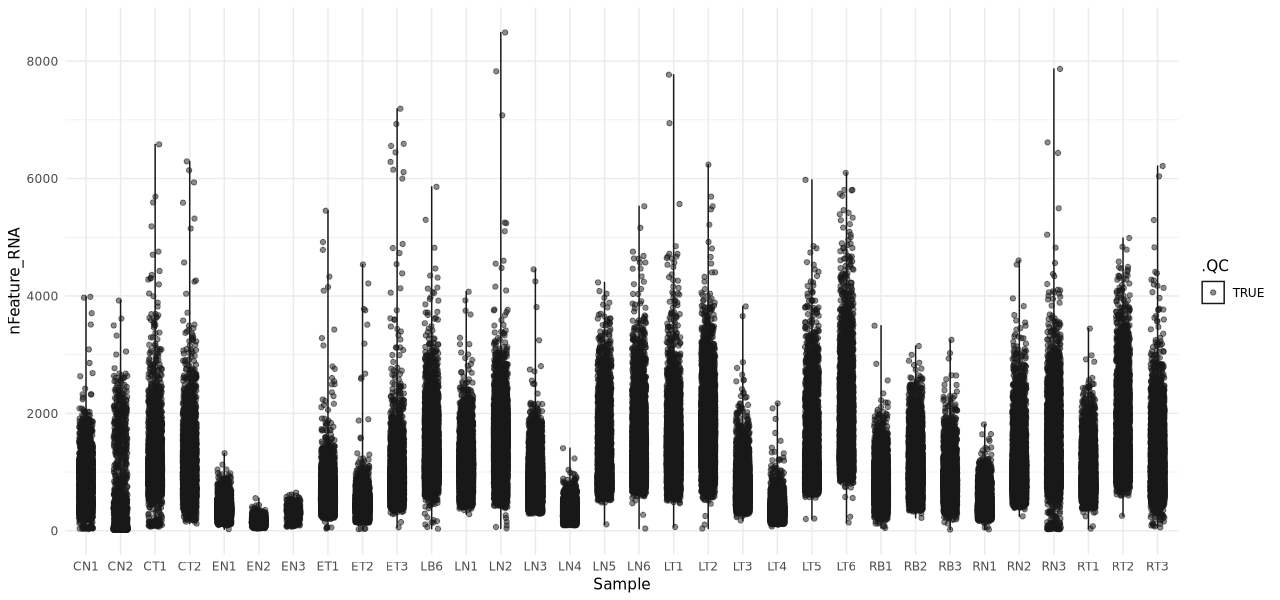 nFeature_RNA
8000
6000
4000
2000
0
CN1 CN2 CT1 CT2 EN1 EN2 EN3 ET1 ET2 ET3 LB6 LN1 LN2 LN3 LN4 LN5 LN6 LT1 LT2 LT3 LT4 LT5 LT6 RB1 RB2 RB3 RN1 RN2 RN3 RT1 RT2 RT3
Sample
.QC
TRUE